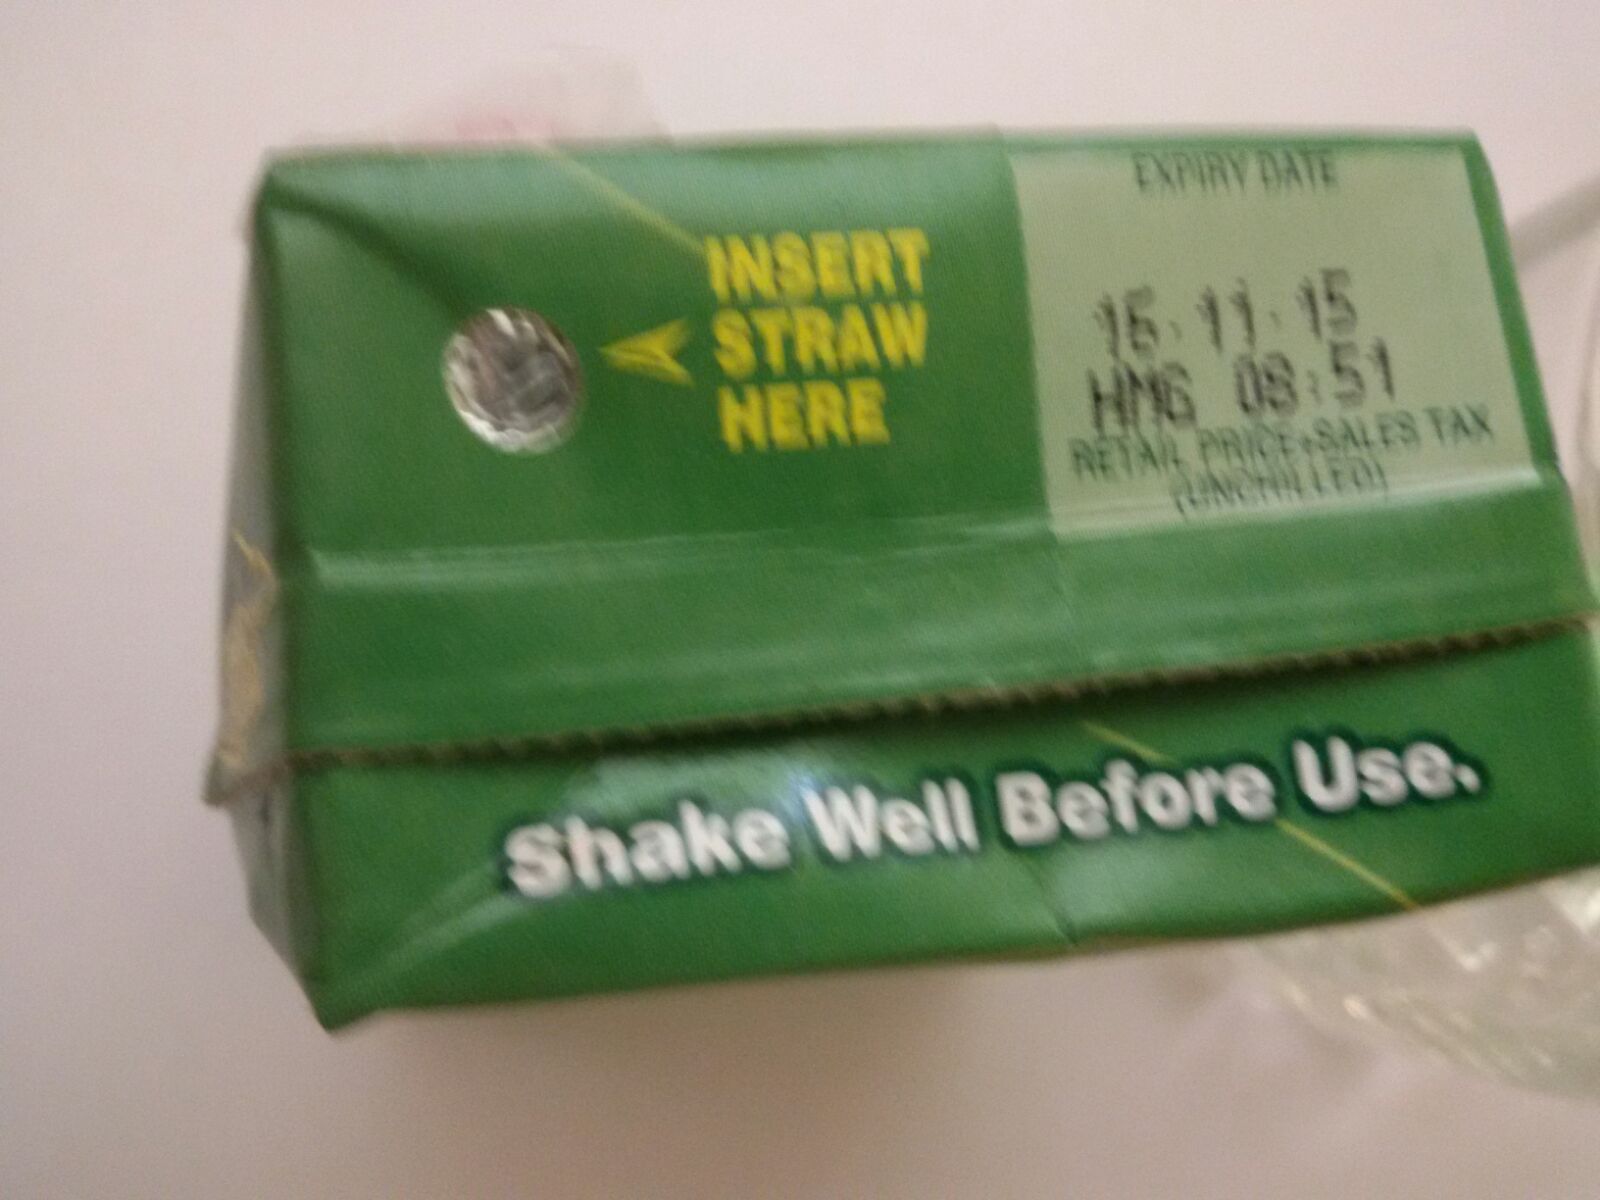 INSERT
STRAW
HERE
EXPIRY DATE
15.11.15
HMG 08:51
RETAIL PRICE+SALES TAX
(UNCHILLED)
Shake Well Before Use.